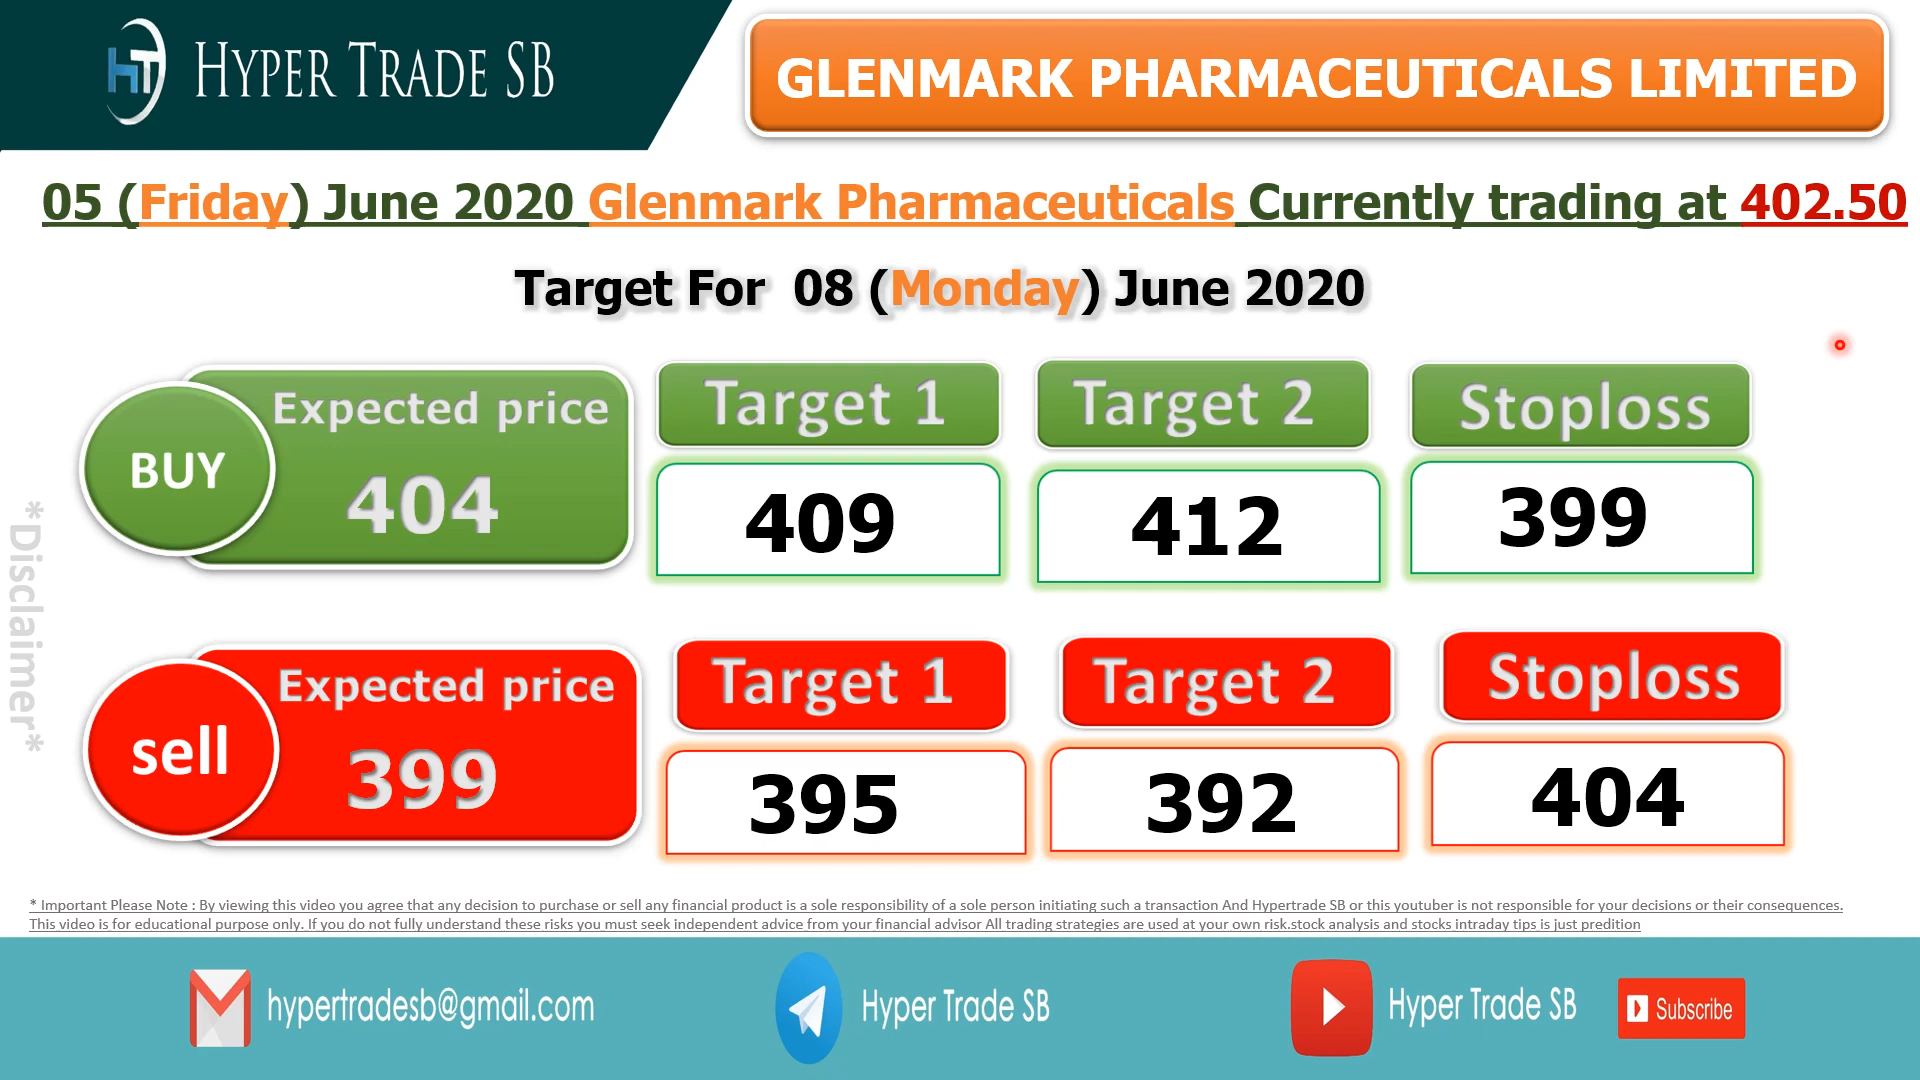 HT HYPER TRADE SB
GLENMARK PHARMACEUTICALS LIMITED
05 (Friday) June 2020 Glenmark Pharmaceuticals Currently trading at 402.50
Target For 08 (Monday) June 2020
BUY
Expected price
404
Target 1
409
Target 2
412
Stoploss
399
*Disclaimer*
sell
Expected price
399
Target 1
395
Target 2
392
Stoploss
404
* Important Please Note : By viewing this video you agree that any decision to purchase or sell any financial product is a sole responsibility of a sole person initiating such a transaction And Hypertrade SB or this youtuber is not responsible for your decisions or their consequences.
This video is for educational purpose only. If you do not fully understand these risks you must seek independent advice from your financial advisor All trading strategies are used at your own risk.stock analysis and stocks intraday tips is just predition
hypertradesb@gmail.com
Hyper Trade SB
Hyper Trade SB
Subscribe